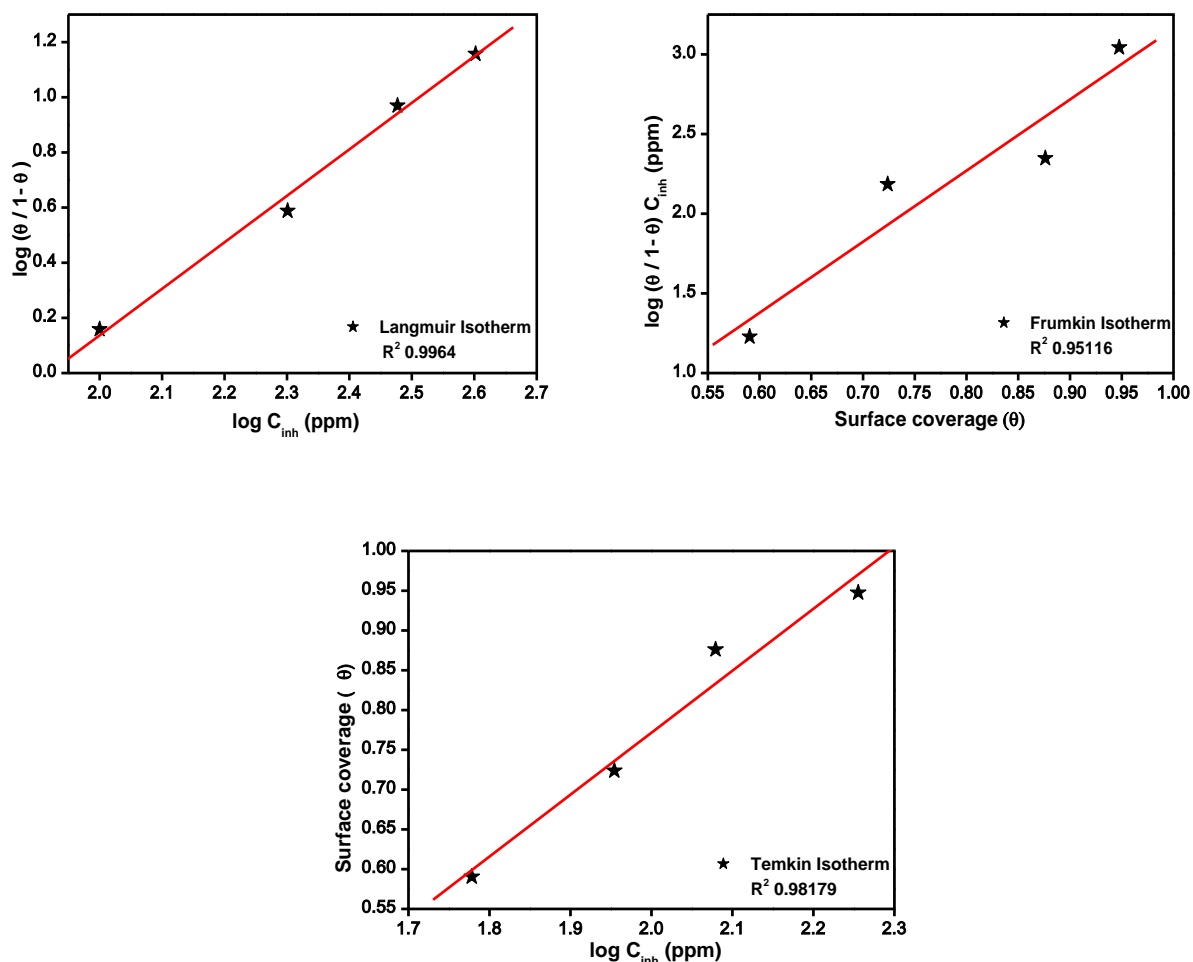 log (θ / 1- θ )
1.2
1.0
0.8
0.6
0.4
0.2
0.0
Langmuir Isotherm
R² 0.9964
2.0 2.1 2.2 2.3 2.4 2.5 2.6 2.7
log C_inh (ppm)
log (θ / 1- θ ) C_inh (ppm)
3.0
2.5
2.0
1.5
1.0
Frumkin Isotherm
R² 0.95116
0.55 0.60 0.65 0.70 0.75 0.80 0.85 0.90 0.95 1.00
Surface coverage (θ)
Surface coverage ( θ)
1.00
0.95
0.90
0.85
0.80
0.75
0.70
0.65
0.60
0.55
Temkin Isotherm
R² 0.98179
1.7 1.8 1.9 2.0 2.1 2.2 2.3
log C_inh (ppm)